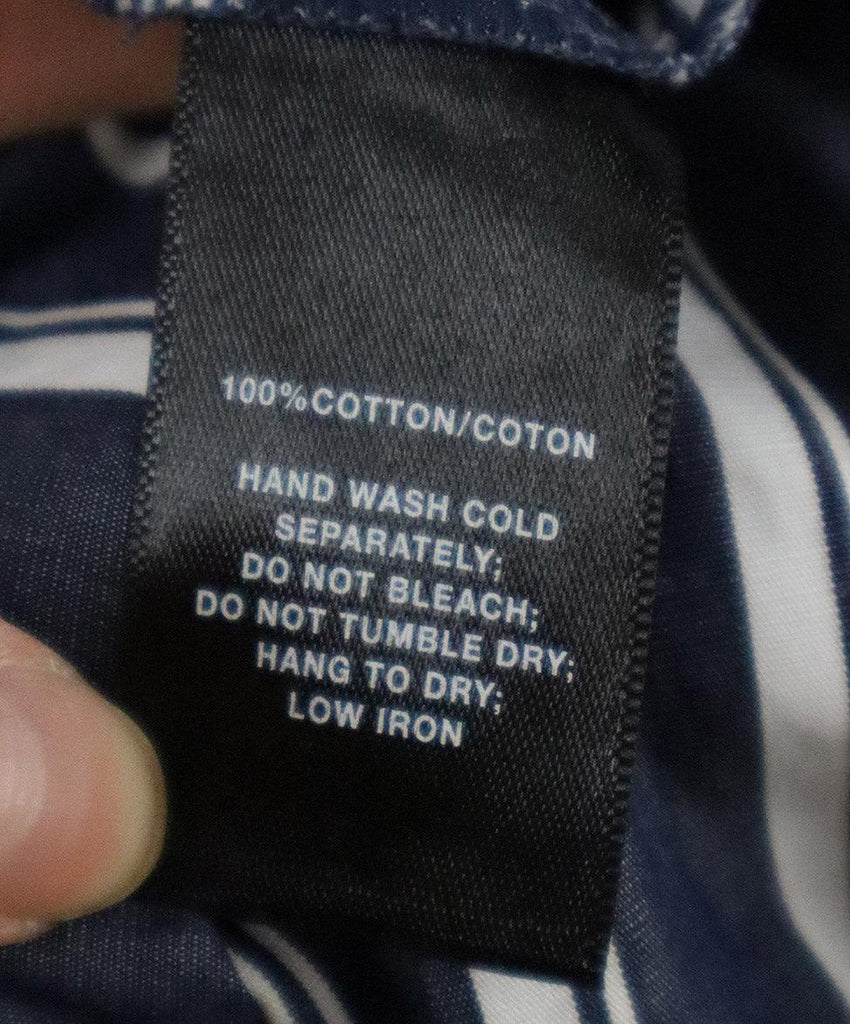 100%COTTON/COTON
HAND WASH COLD
SEPARATELY;
DO NOT BLEACH;
DO NOT TUMBLE DRY;
HANG TO DRY;
LOW IRON